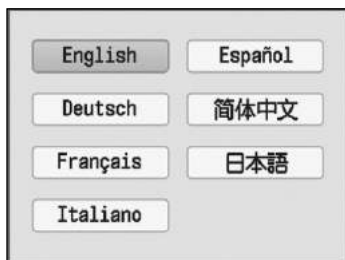 English
Español
Deutsch
简体中文
Français
日本語
Italiano